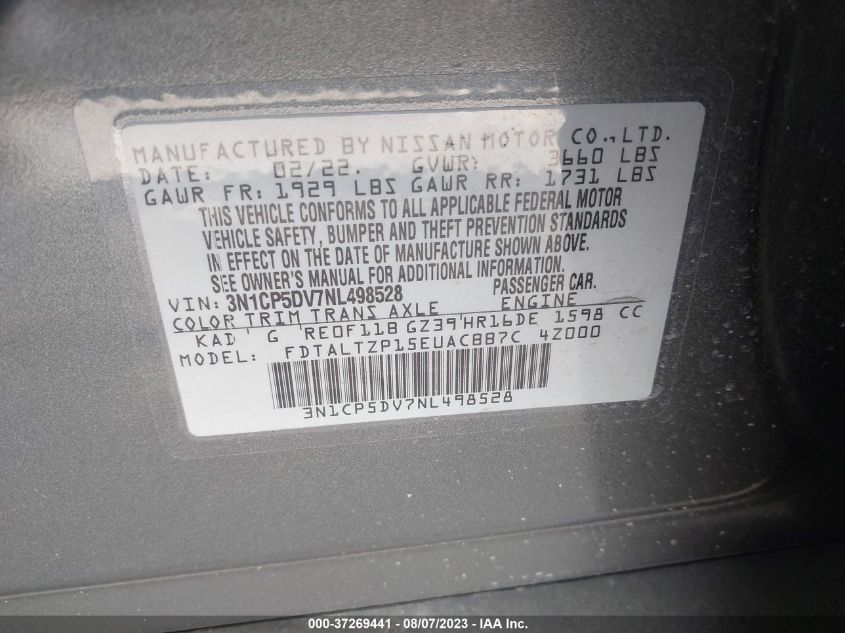 MANUFACTURED BY NISSAN MOTOR CO.,LTD.
DATE: 02/22. GVWR: 3660 LBS
GAWR FR: 1929 LBS GAWR RR: 1731 LBS
THIS VEHICLE CONFORMS TO ALL APPLICABLE FEDERAL MOTOR
VEHICLE SAFETY, BUMPER AND THEFT PREVENTION STANDARDS
IN EFFECT ON THE DATE OF MANUFACTURE SHOWN ABOVE.
SEE OWNER'S MANUAL FOR ADDITIONAL INFORMATION.
VIN: 3N1CP5DV7NL498528 PASSENGER CAR.
COLOR TRIM TRANS AXLE ENGINE
KAD G RE0F11B GZ39 HR16DE 1598 CC
MODEL: FDTALTZP15EUACBB7C 4Z000
3N1CP5DV7NL498528
000-37269441 - 08/07/2023 - © IAA, Inc.